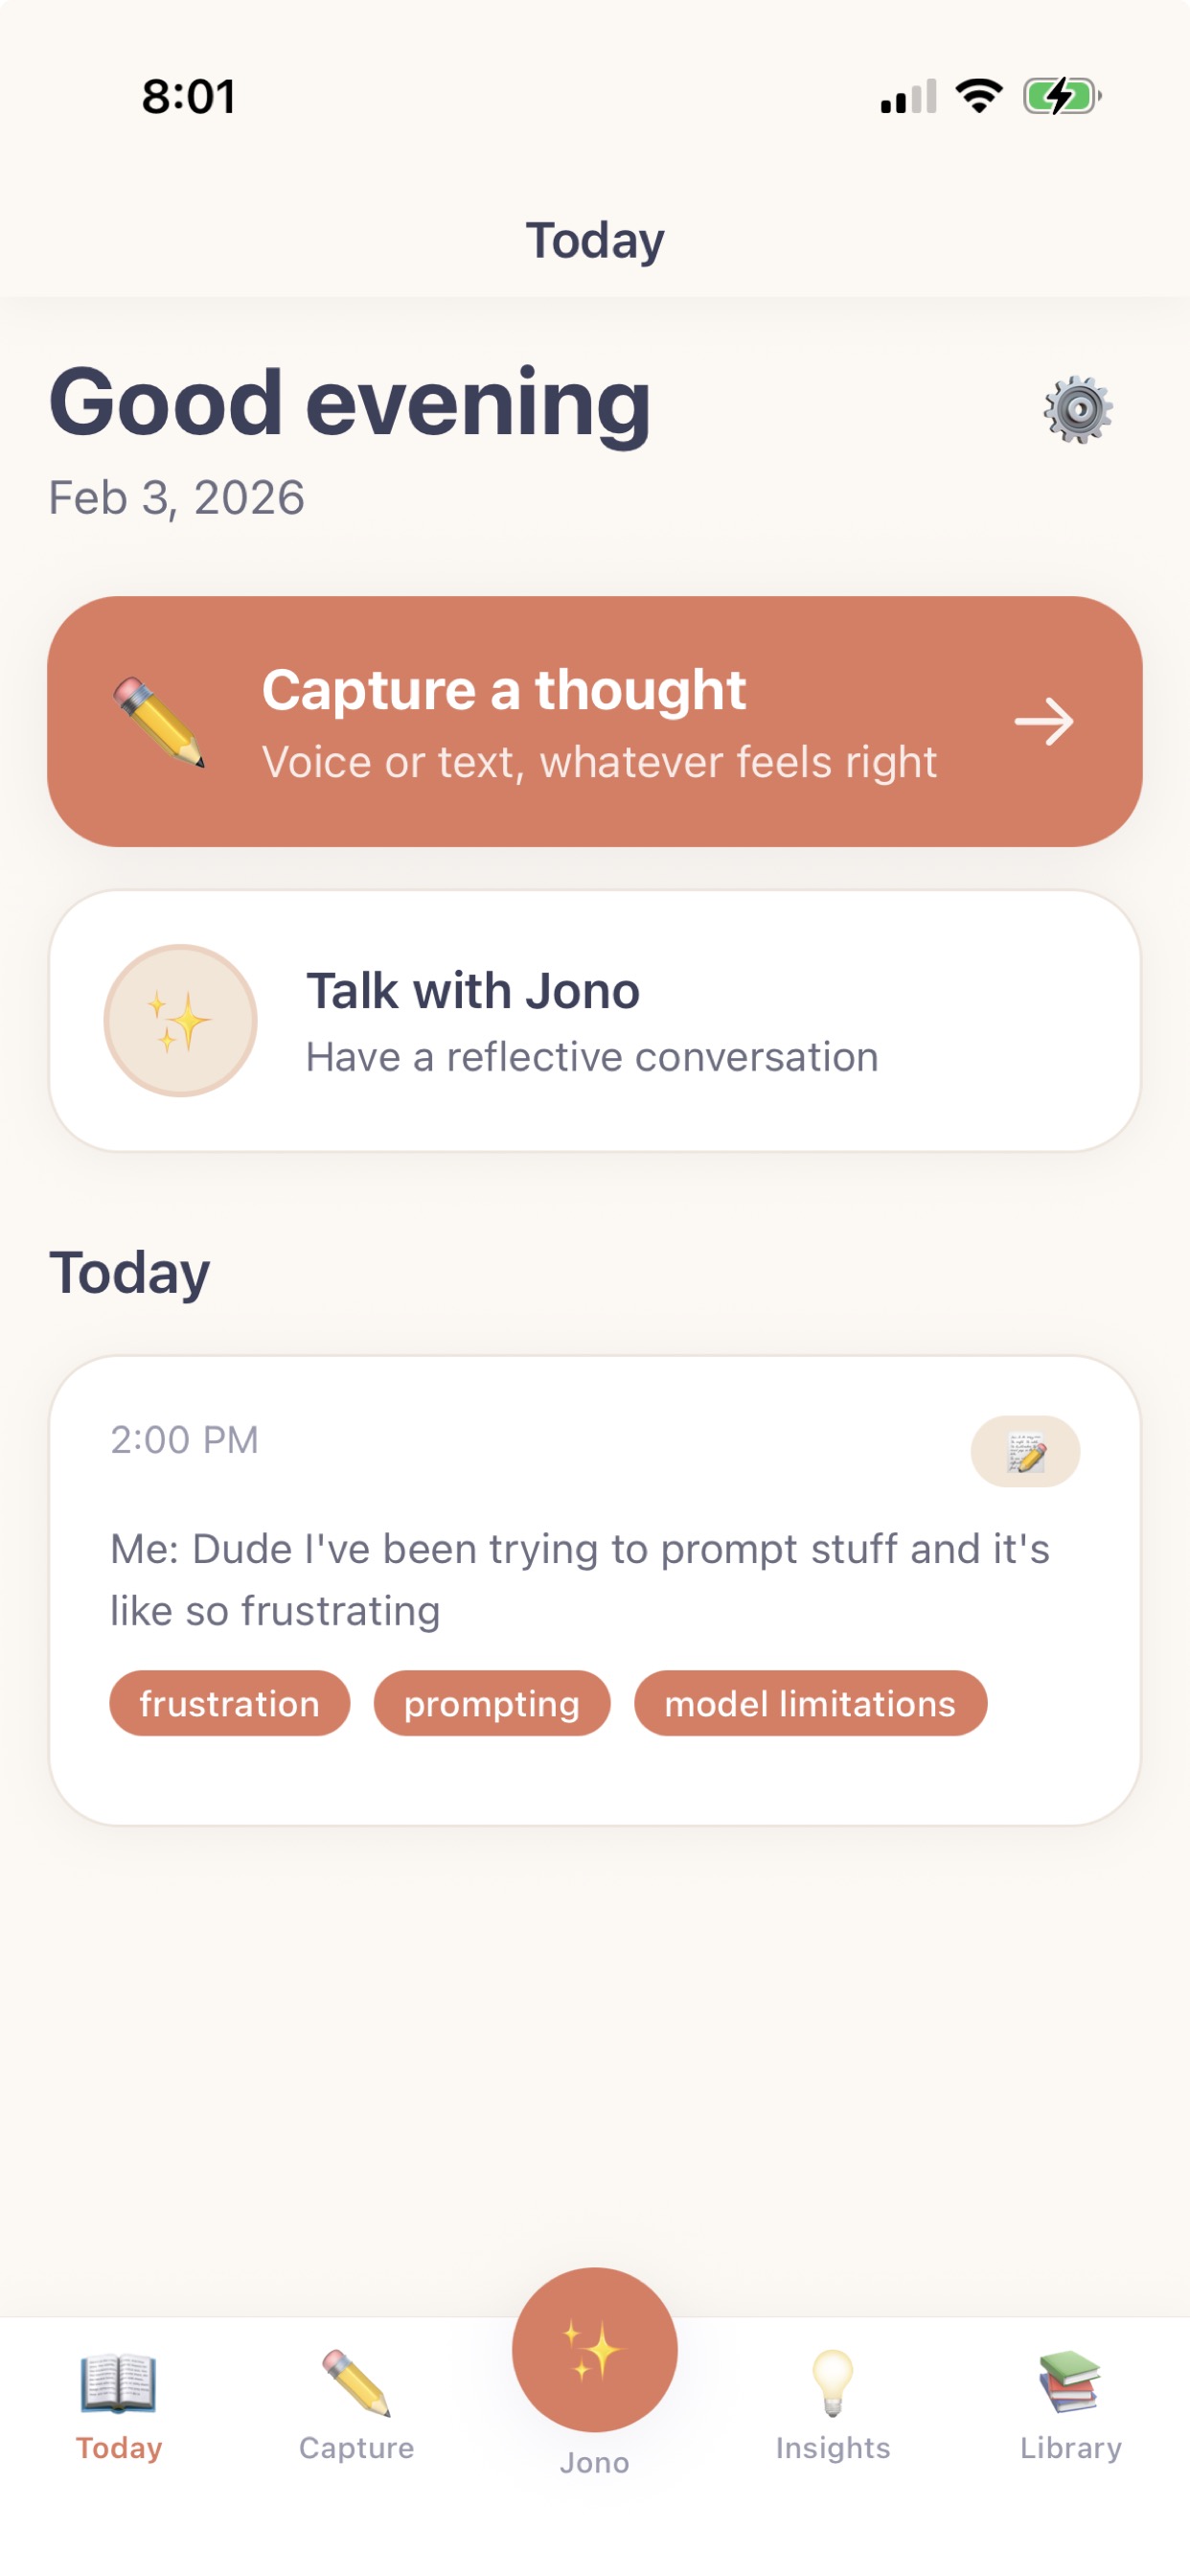 8:01
Today
Good evening
Feb 3, 2026
Capture a thought
Voice or text, whatever feels right
Talk with Jono
Have a reflective conversation
Today
2:00 PM
Me: Dude I've been trying to prompt stuff and it's
like so frustrating
frustration prompting model limitations
Today Capture Jono Insights Library